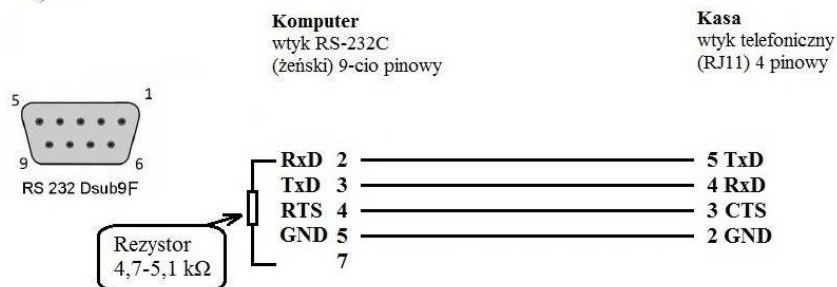 Komputer
wtyk RS-232C
(żeński) 9-cio pinowy
Kasa
wtyk telefoniczny
(RJ11) 4 pinowy
5 1
9 6
RS 232 Dsub9F
RxD 2 5 TxD
TxD 3 4 RxD
RTS 4 3 CTS
GND 5 2 GND
7
Rezystor
4,7-5,1 kΩ